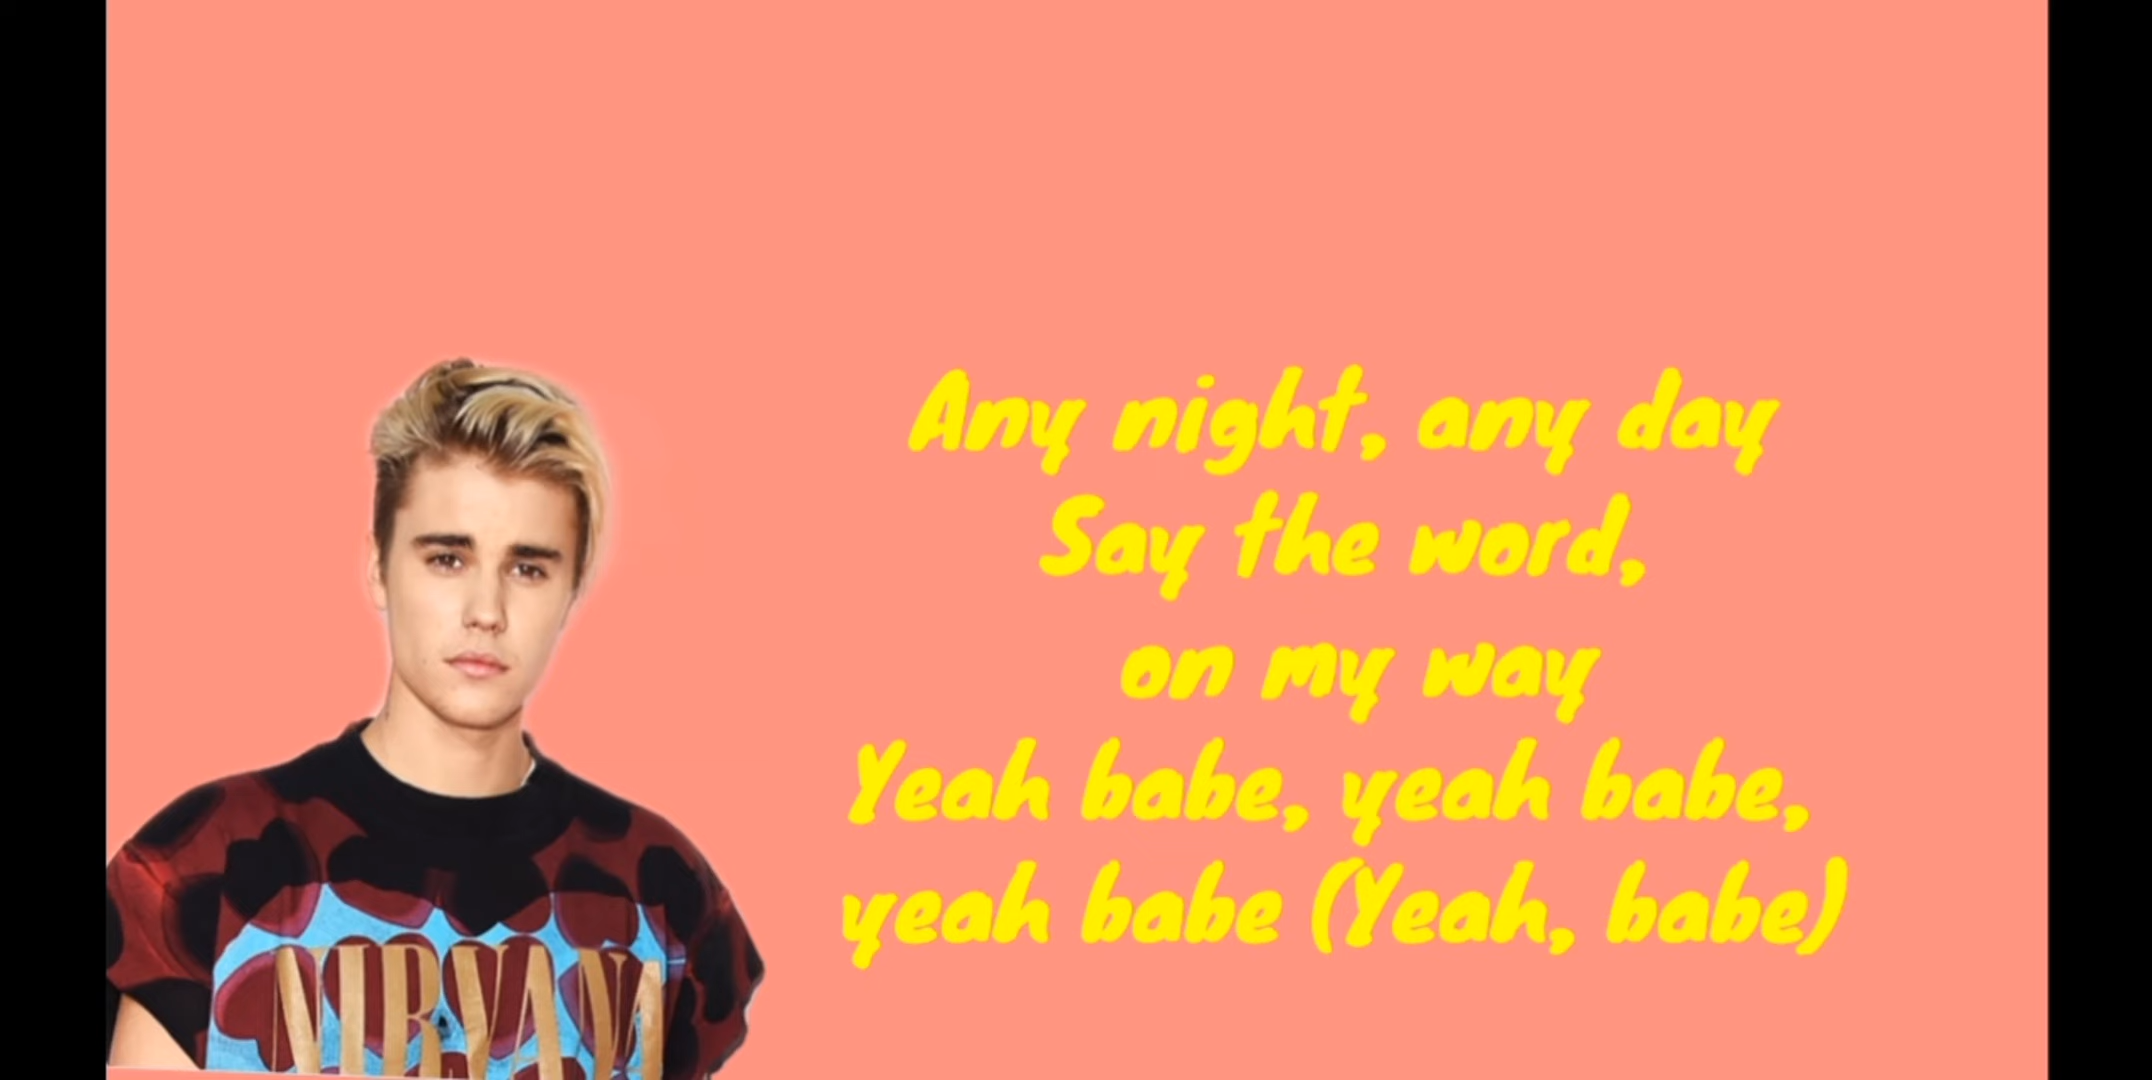 Any night, any day
Say the word,
on my way
Yeah babe, yeah babe,
yeah babe (Yeah, babe)
NIRVANA